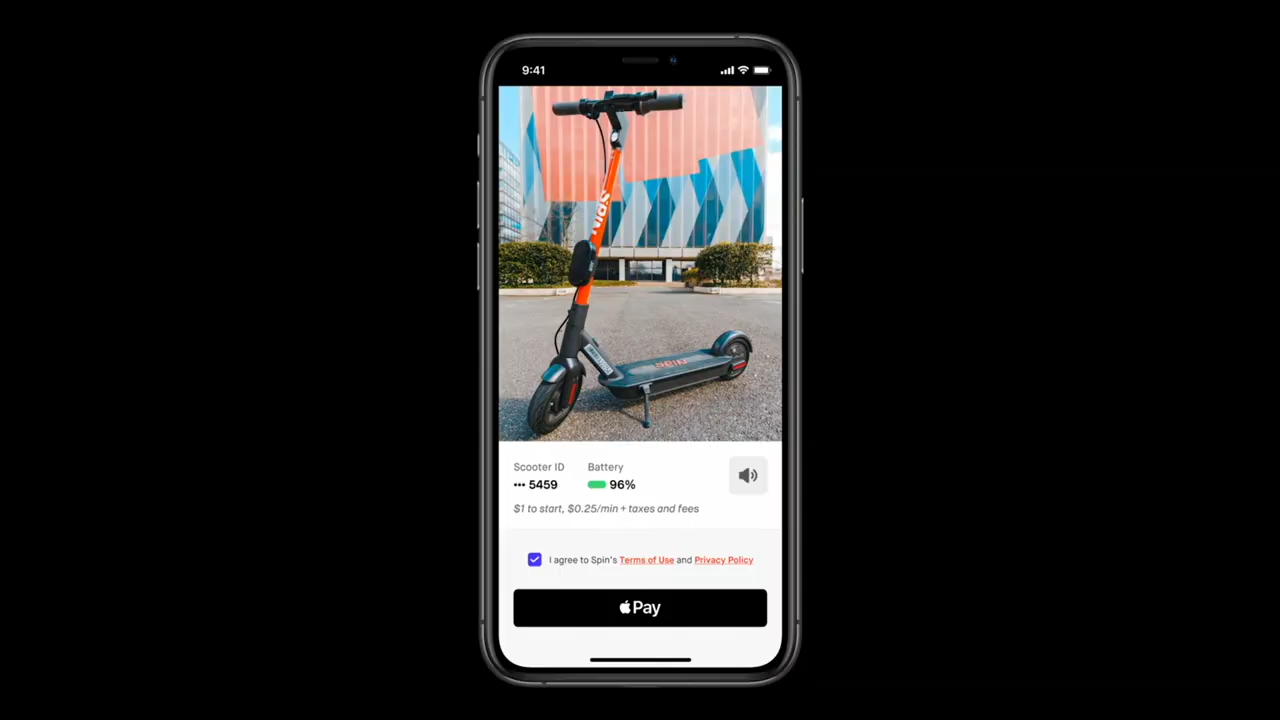 9:41
SPIN
SPIN
Scooter ID
Battery
••• 5459
96%
$1 to start, $0.25/min + taxes and fees
I agree to Spin's Terms of Use and Privacy Policy
Pay